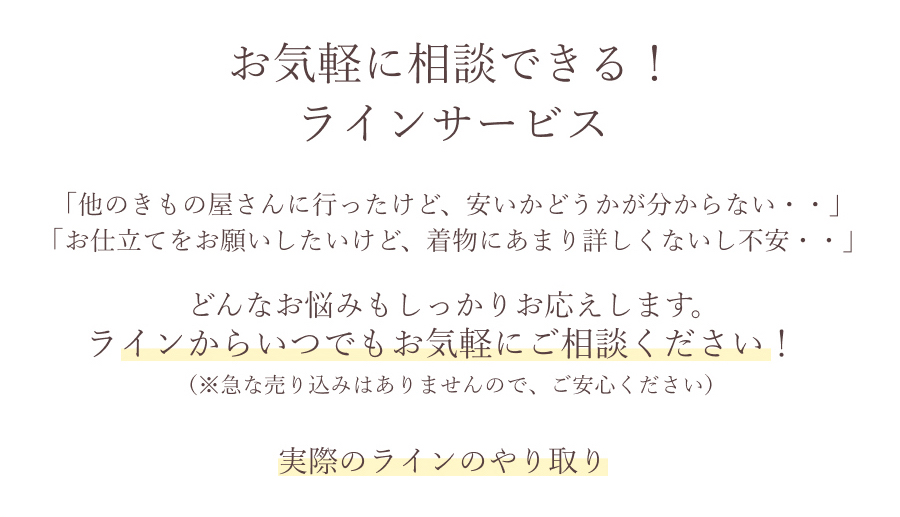 お気軽に相談できる！
ラインサービス
「他のきもの屋さんに行ったけど、安いかどうかが分からない・・」
「お仕立てをお願いしたいけど、着物にあまり詳しくないし不安・・」
どんなお悩みもしっかりお応えします。
ラインからいつでもお気軽にご相談ください！
（※急な売り込みはありませんので、ご安心ください）
実際のラインのやり取り